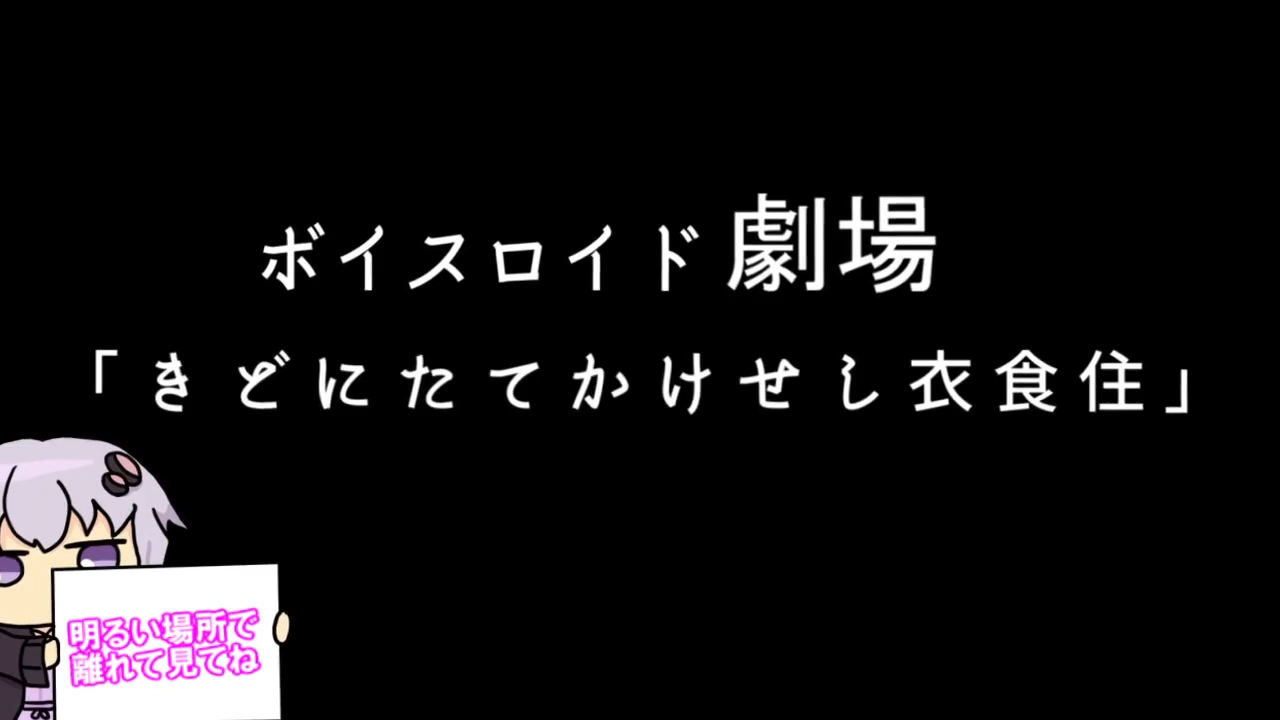 ボイスロイド劇場
「きどにたてかけせし衣食住」
明るい場所で
離れて見てね